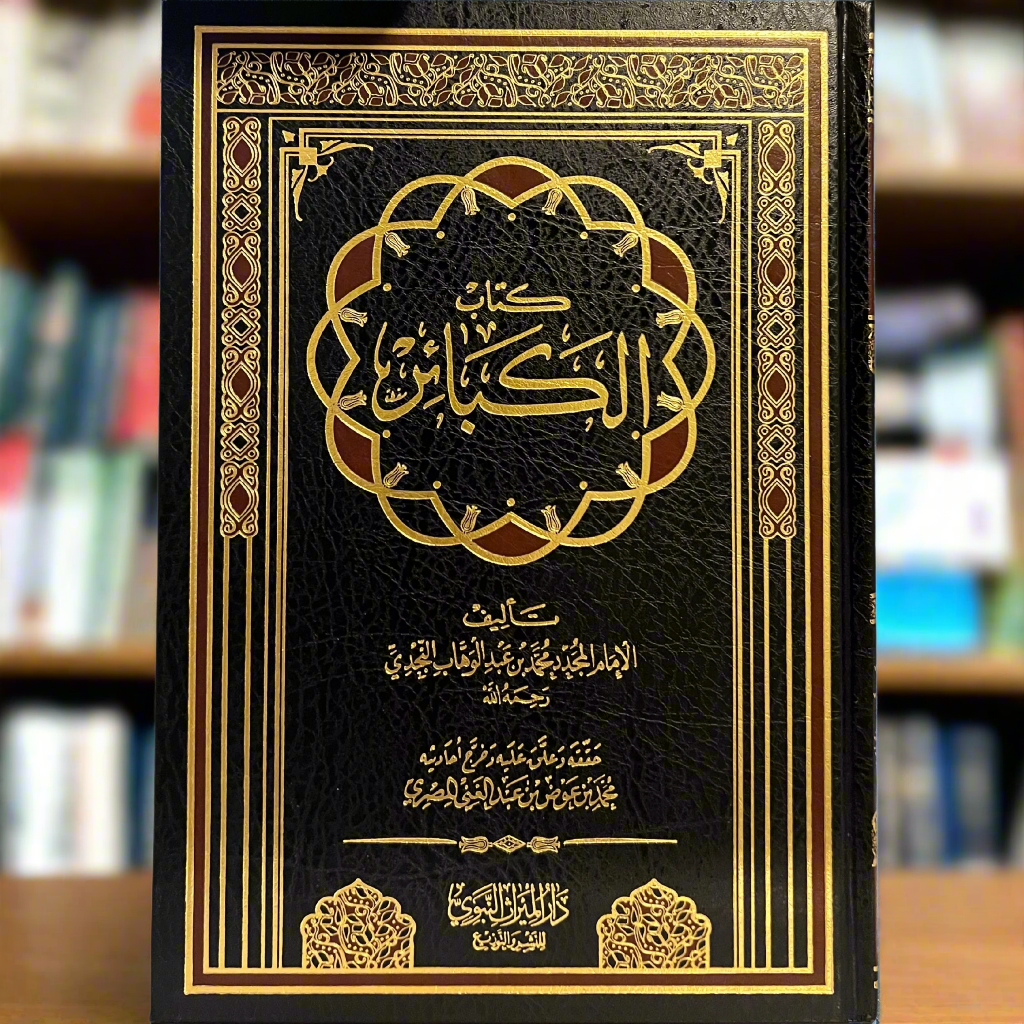 كتاب
الكبائر
تأليف
الإمام المجدد محمد بن عبد الوهاب النجدي
رحمه الله
حققه وعلق عليه وخرج أحاديثه
محمد بن عوض بن عبد الغني المصري
دار الميراث النبوي
للنشر والتوزيع